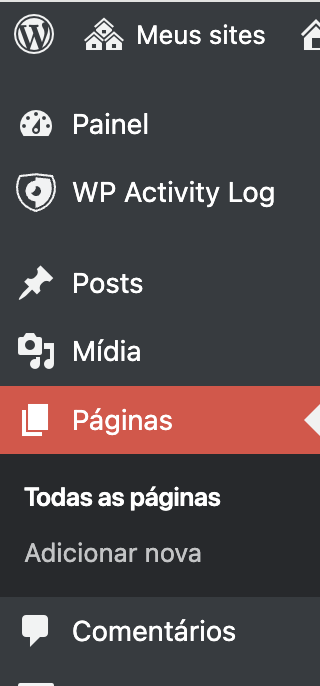 Meus sites
Painel
WP Activity Log
Posts
Mídia
Páginas
Todas as páginas
Adicionar nova
Comentários